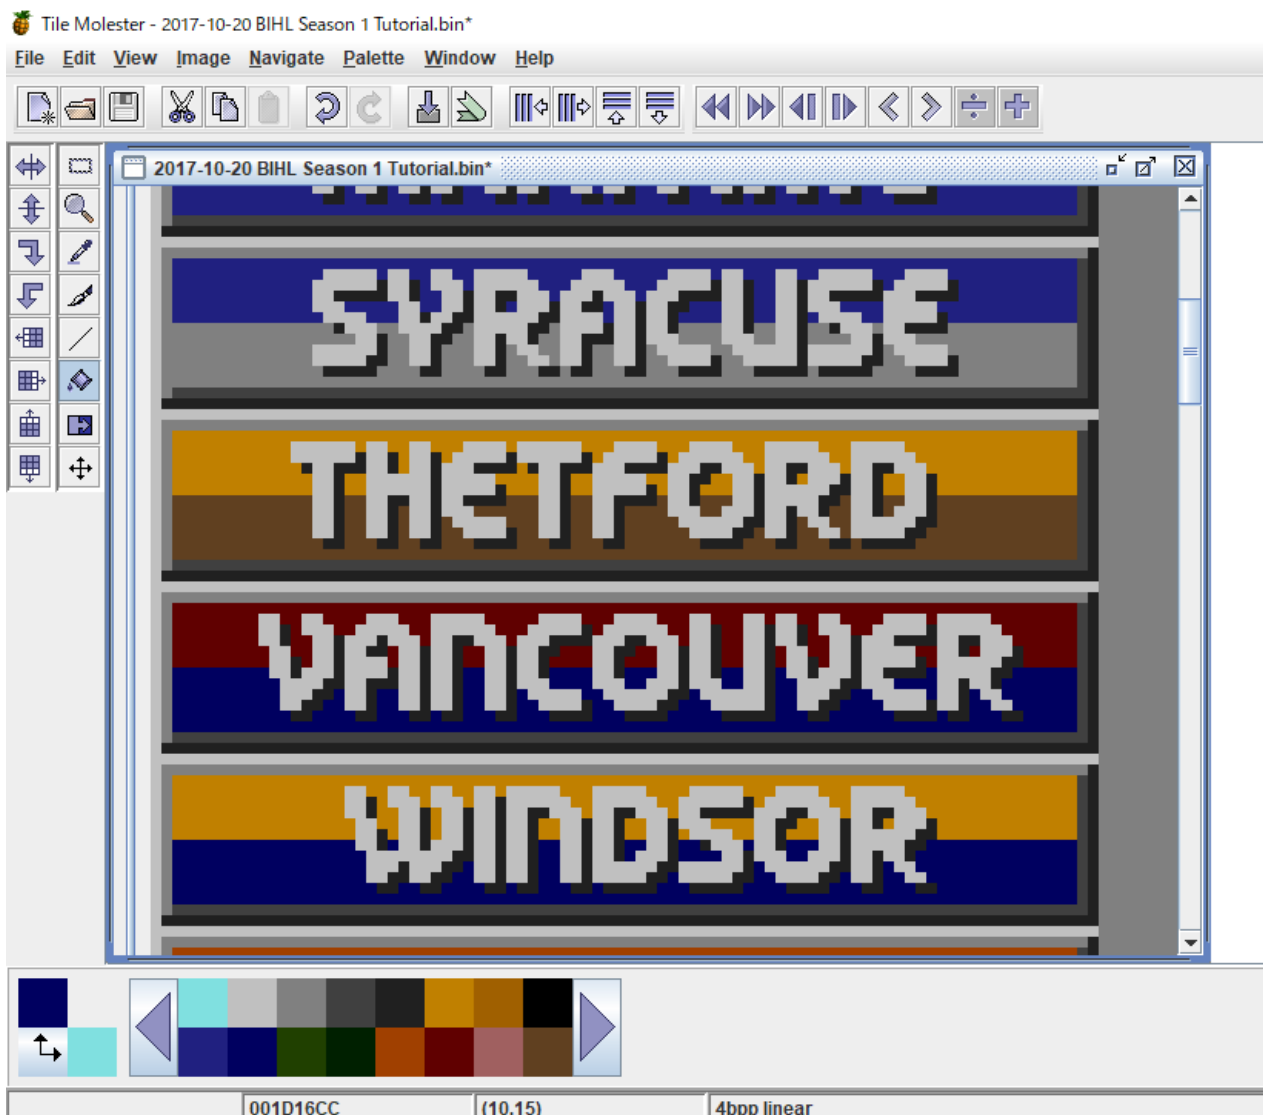 Tile Molester - 2017-10-20 BIHL Season 1 Tutorial.bin*
File Edit View Image Navigate Palette Window Help
2017-10-20 BIHL Season 1 Tutorial.bin*
SYRACUSE
THETFORD
VANCOUVER
WINDSOR
001D16CC (10,15) 4bpp linear